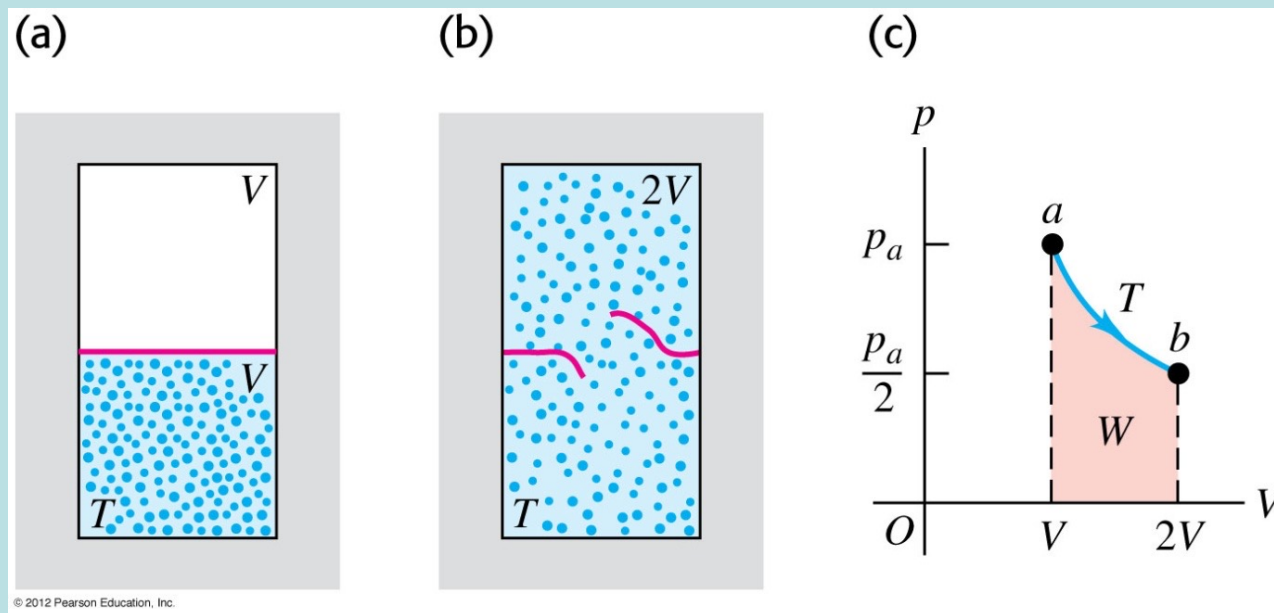 (a)
V
V
T
(b)
2V
T
(c)
p
a
p_a
T
b
p_a
2
W
O
V
2V
V
© 2012 Pearson Education, Inc.